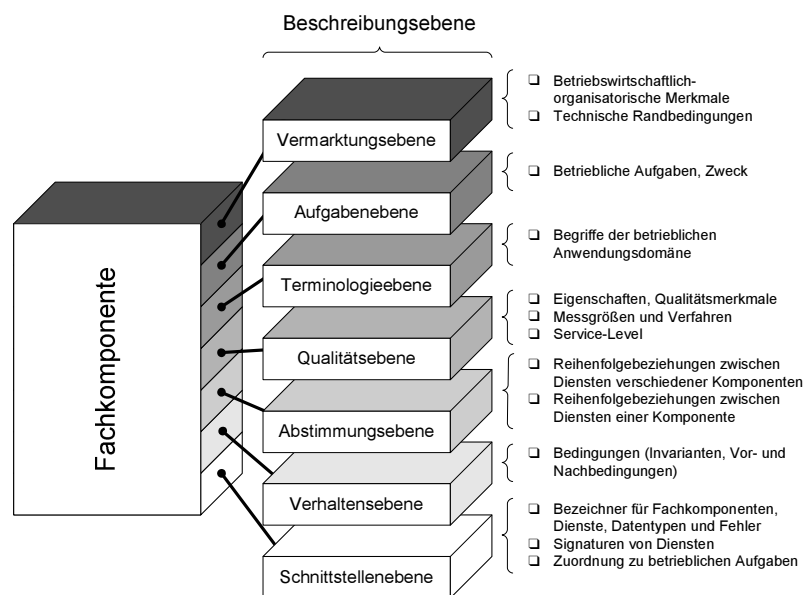 Beschreibungsebene
Fachkomponente
Vermarktungsebene
❑ Betriebswirtschaftlich-
organisatorische Merkmale
❑ Technische Randbedingungen
Aufgabenebene
❑ Betriebliche Aufgaben, Zweck
Terminologieebene
❑ Begriffe der betrieblichen
Anwendungsdomäne
Qualitätsebene
❑ Eigenschaften, Qualitätsmerkmale
❑ Messgrößen und Verfahren
❑ Service-Level
Abstimmungsebene
❑ Reihenfolgebeziehungen zwischen
Diensten verschiedener Komponenten
❑ Reihenfolgebeziehungen zwischen
Diensten einer Komponente
Verhaltensebene
❑ Bedingungen (Invarianten, Vor- und
Nachbedingungen)
Schnittstellenebene
❑ Bezeichner für Fachkomponenten,
Dienste, Datentypen und Fehler
❑ Signaturen von Diensten
❑ Zuordnung zu betrieblichen Aufgaben